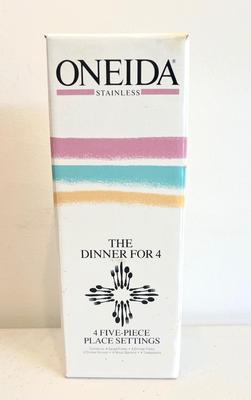 ONEIDA®
STAINLESS
THE
DINNER FOR 4
4 FIVE-PIECE
PLACE SETTINGS